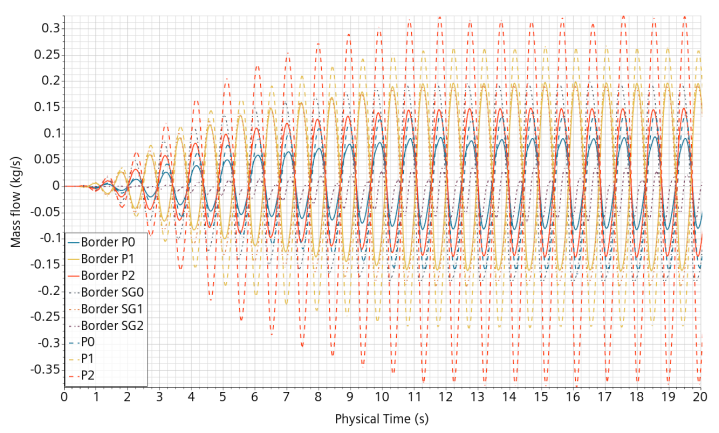 0.3
0.25
0.2
0.15
0.1
0.05
0
-0.05
-0.1
-0.15
-0.2
-0.25
-0.3
-0.35
Mass flow (kg/s)
Border P0
Border P1
Border P2
Border SG0
Border SG1
Border SG2
P0
P1
P2
0 1 2 3 4 5 6 7 8 9 10 11 12 13 14 15 16 17 18 19 20
Physical Time (s)